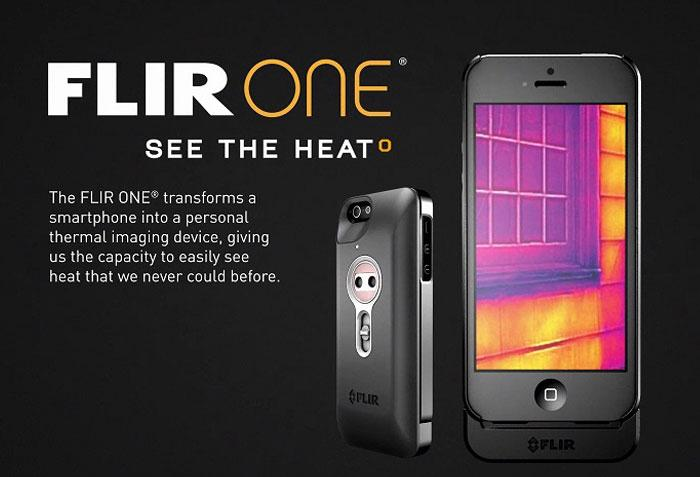 FLIR ONE®
SEE THE HEAT°
The FLIR ONE® transforms a
smartphone into a personal
thermal imaging device, giving
us the capacity to easily see
heat that we never could before.
FLIR
FLIR